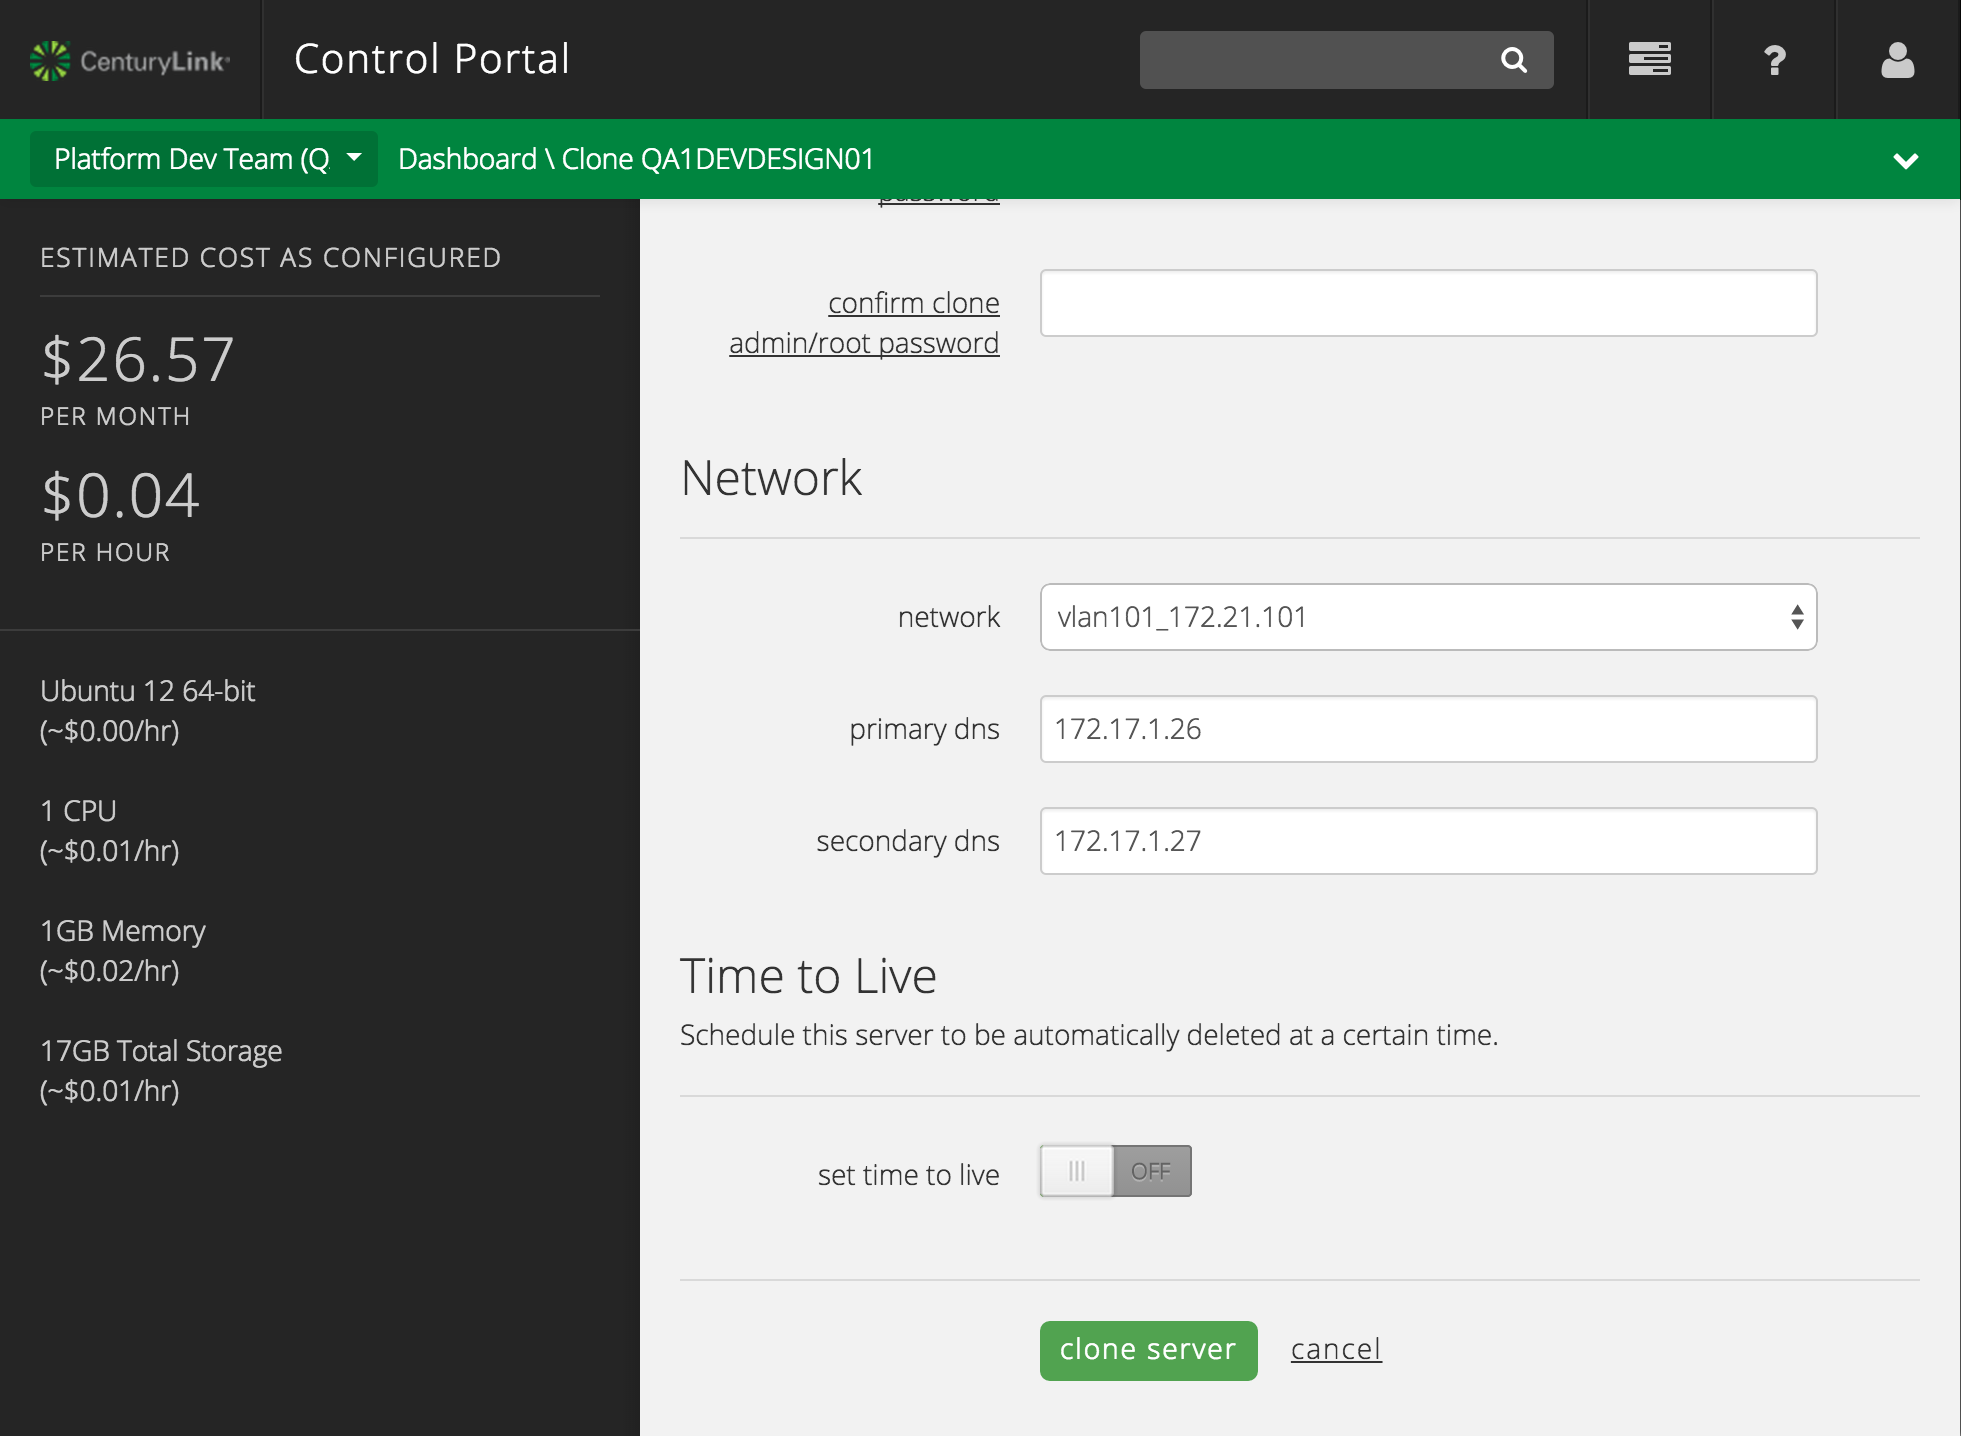 CenturyLink
Control Portal
?
Platform Dev Team (Q
Dashboard \ Clone QA1DEVDESIGN01
ESTIMATED COST AS CONFIGURED
$26.57
PER MONTH
$0.04
PER HOUR
Ubuntu 12 64-bit
(~$0.00/hr)
1 CPU
(~$0.01/hr)
1GB Memory
(~$0.02/hr)
17GB Total Storage
(~$0.01/hr)
password
confirm clone
admin/root password
Network
network
vlan101_172.21.101
primary dns
172.17.1.26
secondary dns
172.17.1.27
Time to Live
Schedule this server to be automatically deleted at a certain time.
set time to live
OFF
clone server
cancel